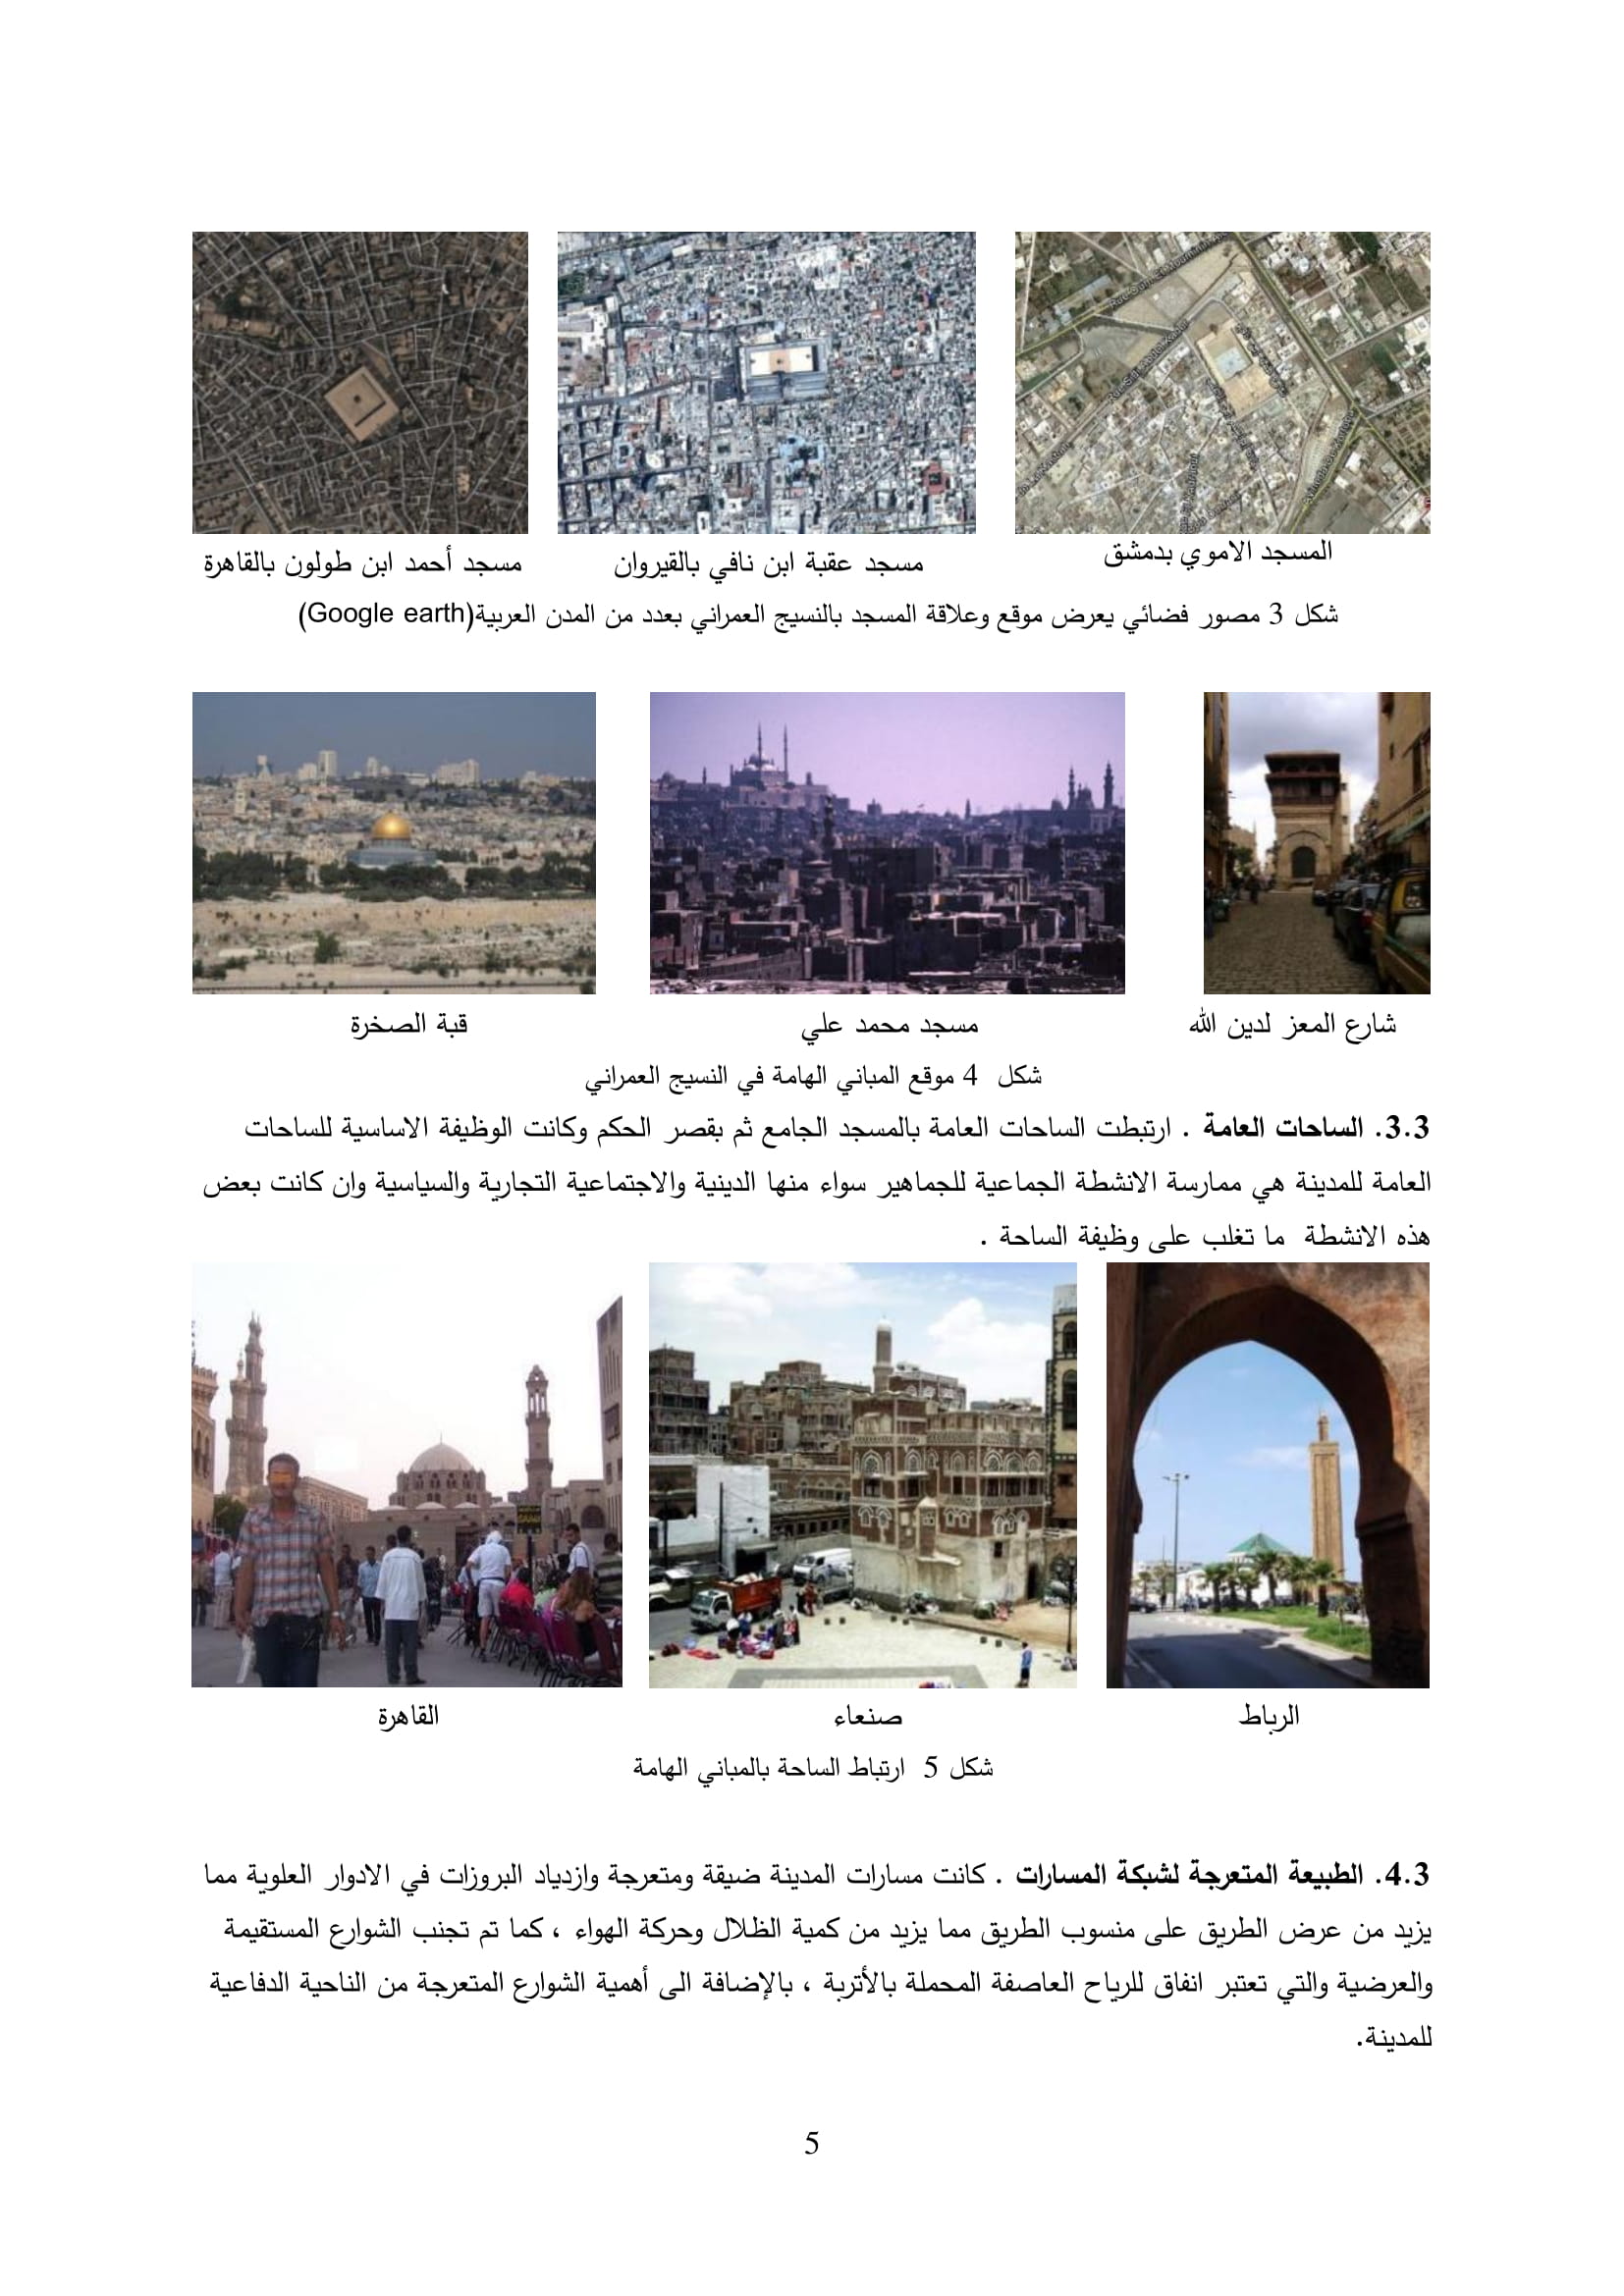 المسجد الاموي بدمشق
مسجد عقبة ابن نافي بالقيروان
مسجد أحمد ابن طولون بالقاهرة
شكل 3 مصور فضائي يعرض موقع وعلاقة المسجد بالنسيج العمراني بعدد من المدن العربية(Google earth)
شارع المعز لدين الله
مسجد محمد علي
قبة الصخرة
شكل 4 موقع المباني الهامة في النسيج العمراني
3.3. الساحات العامة . ارتبطت الساحات العامة بالمسجد الجامع ثم بقصر الحكم وكانت الوظيفة الاساسية للساحات
العامة للمدينة هي ممارسة الانشطة الجماعية للجماهير سواء منها الدينية والاجتماعية التجارية والسياسية وان كانت بعض
هذه الانشطة ما تغلب على وظيفة الساحة .
الرباط
صنعاء
القاهرة
شكل 5 ارتباط الساحة بالمباني الهامة
4.3. الطبيعة المتعرجة لشبكة المسارات . كانت مسارات المدينة ضيقة ومتعرجة وازدياد البروزات في الادوار العلوية مما
يزيد من عرض الطريق على منسوب الطريق مما يزيد من كمية الظلال وحركة الهواء ، كما تم تجنب الشوارع المستقيمة
والعرضية والتي تعتبر انفاق للرياح العاصفة المحملة بالأتربة ، بالإضافة الى أهمية الشوارع المتعرجة من الناحية الدفاعية
للمدينة.
5